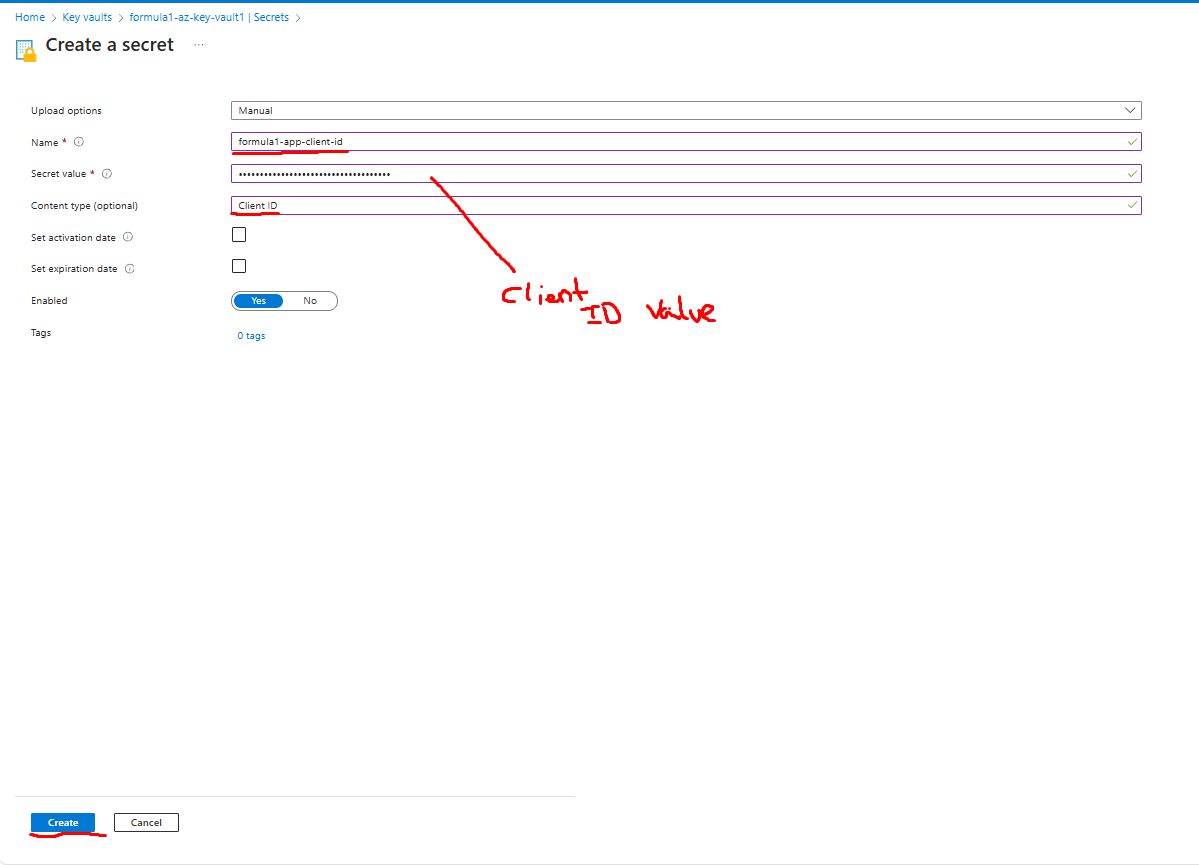 Home > Key vaults > formula1-az-key-vault1 | Secrets >
Create a secret ...
Upload options Manual
Name * formula1-app-client-id
Secret value * ••••••••••••••••••••••••••••••••••••
Content type (optional) Client ID
Set activation date
Set expiration date
Client
ID value
Enabled Yes No
Tags 0 tags
Create Cancel